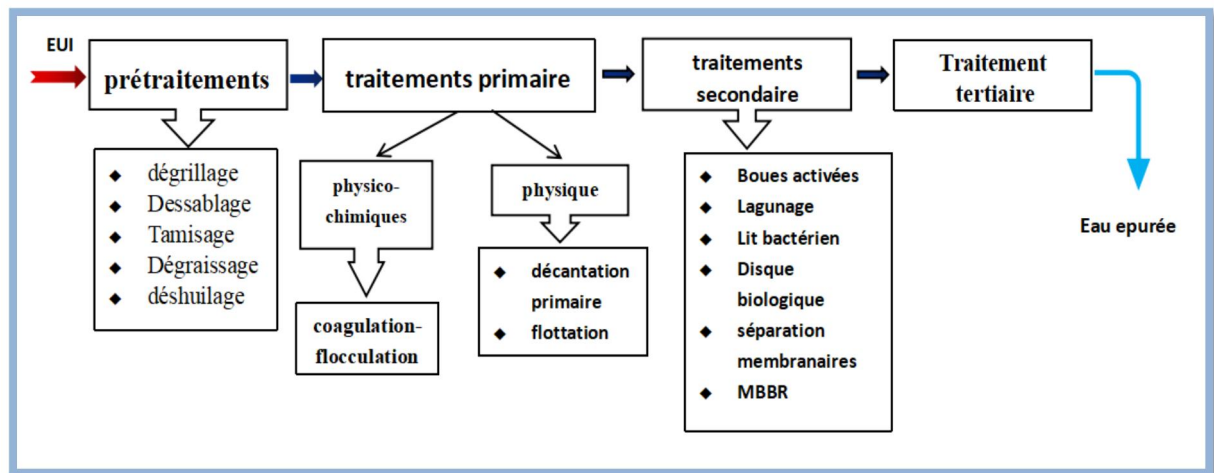 EUI
prétraitements
traitements primaire
traitements
secondaire
Traitement
tertiaire
dégrillage
Dessablage
Tamisage
Dégraissage
déshuilage
physico-
chimiques
coagulation-
flocculation
physique
décantation
primaire
flottation
Boues activées
Lagunage
Lit bactérien
Disque
biologique
séparation
membranaires
MBBR
Eau epurée